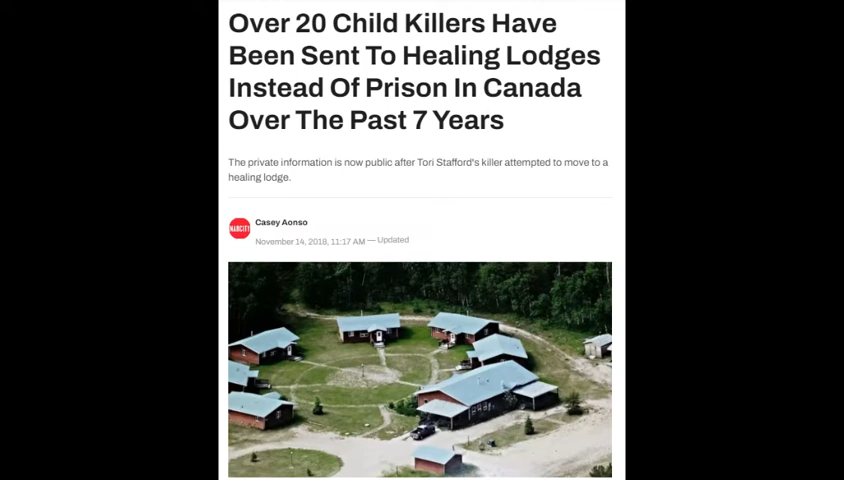 Over 20 Child Killers Have
Been Sent To Healing Lodges
Instead Of Prison In Canada
Over The Past 7 Years
The private information is now public after Tori Stafford's killer attempted to move to a
healing lodge.
NARCITY
Casey Aonso
November 14, 2018, 11:17 AM — Updated